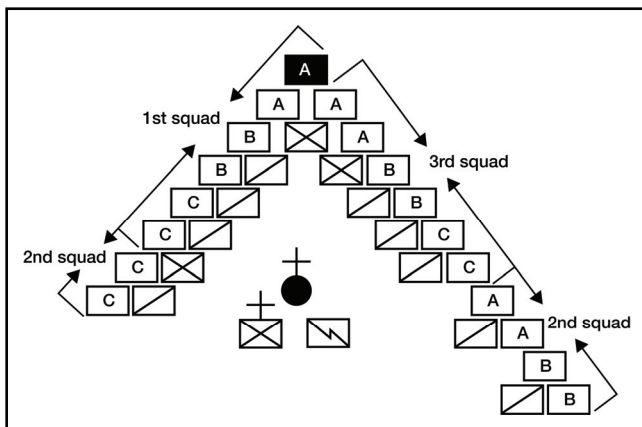 A
A A
1st squad
B A
3rd squad
B B
C B
C C
2nd squad
C C
C A
A 2nd squad
B
B